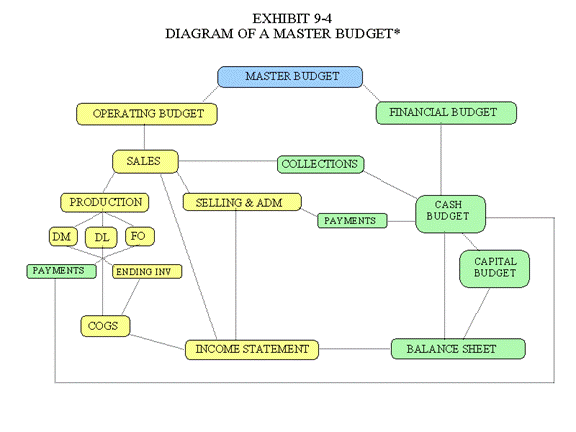 EXHIBIT 9-4
DIAGRAM OF A MASTER BUDGET*
MASTER BUDGET
OPERATING BUDGET
FINANCIAL BUDGET
SALES
COLLECTIONS
PRODUCTION
SELLING & ADM
CASH
BUDGET
PAYMENTS
DM
DL
FO
CAPITAL
BUDGET
PAYMENTS
ENDING INV
COGS
INCOME STATEMENT
BALANCE SHEET